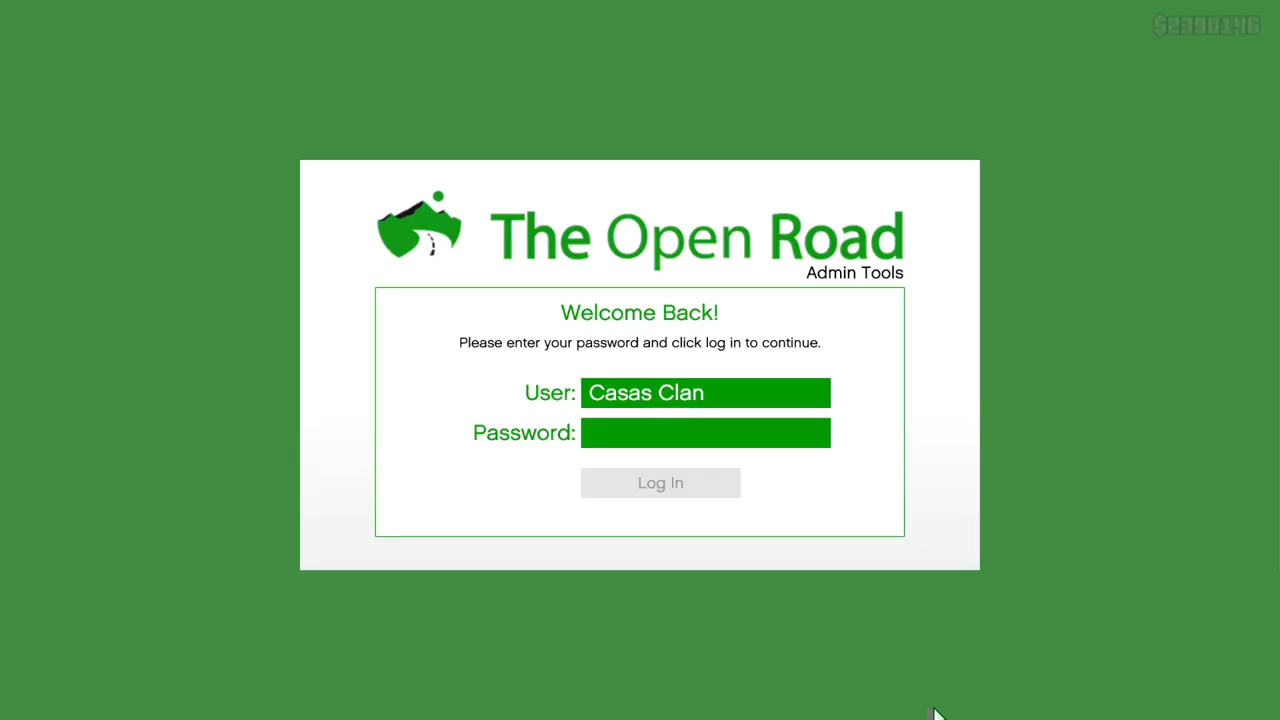 $2390146
The Open Road
Admin Tools
Welcome Back!
Please enter your password and click log in to continue.
User: Casas Clan
Password:
Log In